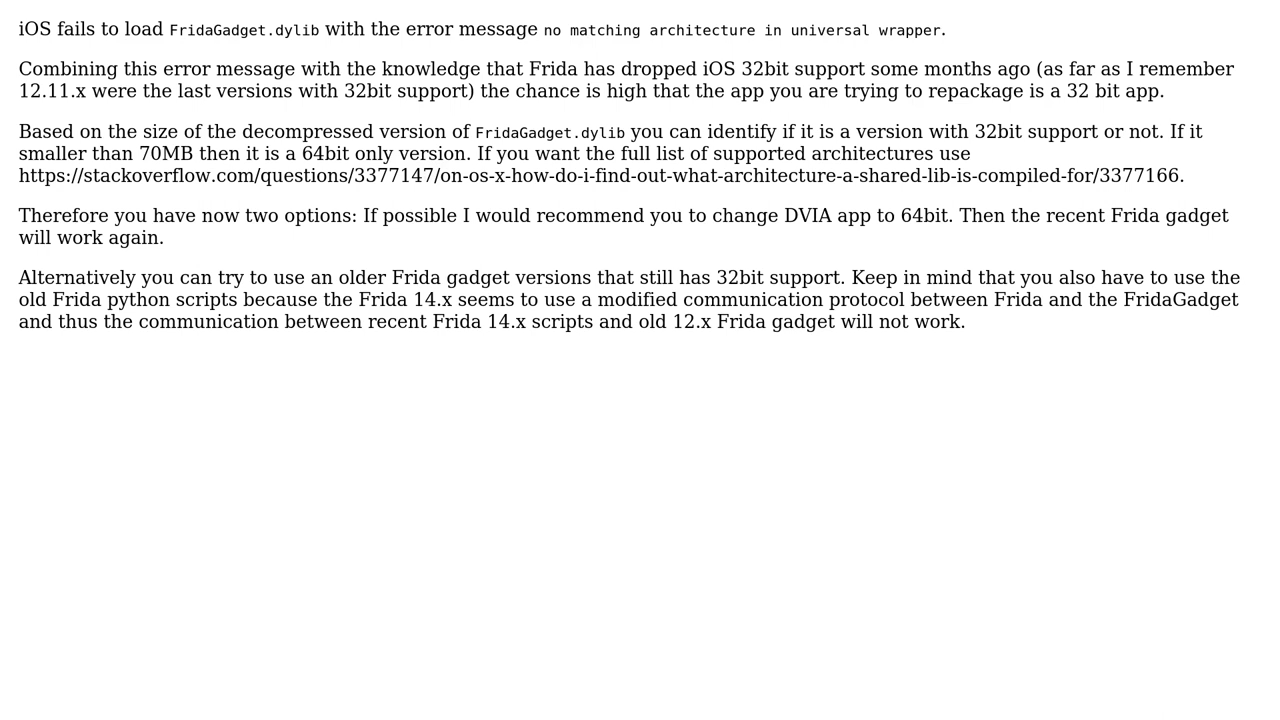 iOS fails to load FridaGadget.dylib with the error message no matching architecture in universal wrapper.
Combining this error message with the knowledge that Frida has dropped iOS 32bit support some months ago (as far as I remember
12.11.x were the last versions with 32bit support) the chance is high that the app you are trying to repackage is a 32 bit app.
Based on the size of the decompressed version of FridaGadget.dylib you can identify if it is a version with 32bit support or not. If it
smaller than 70MB then it is a 64bit only version. If you want the full list of supported architectures use
https://stackoverflow.com/questions/3377147/on-os-x-how-do-i-find-out-what-architecture-a-shared-lib-is-compiled-for/3377166.
Therefore you have now two options: If possible I would recommend you to change DVIA app to 64bit. Then the recent Frida gadget
will work again.
Alternatively you can try to use an older Frida gadget versions that still has 32bit support. Keep in mind that you also have to use the
old Frida python scripts because the Frida 14.x seems to use a modified communication protocol between Frida and the FridaGadget
and thus the communication between recent Frida 14.x scripts and old 12.x Frida gadget will not work.